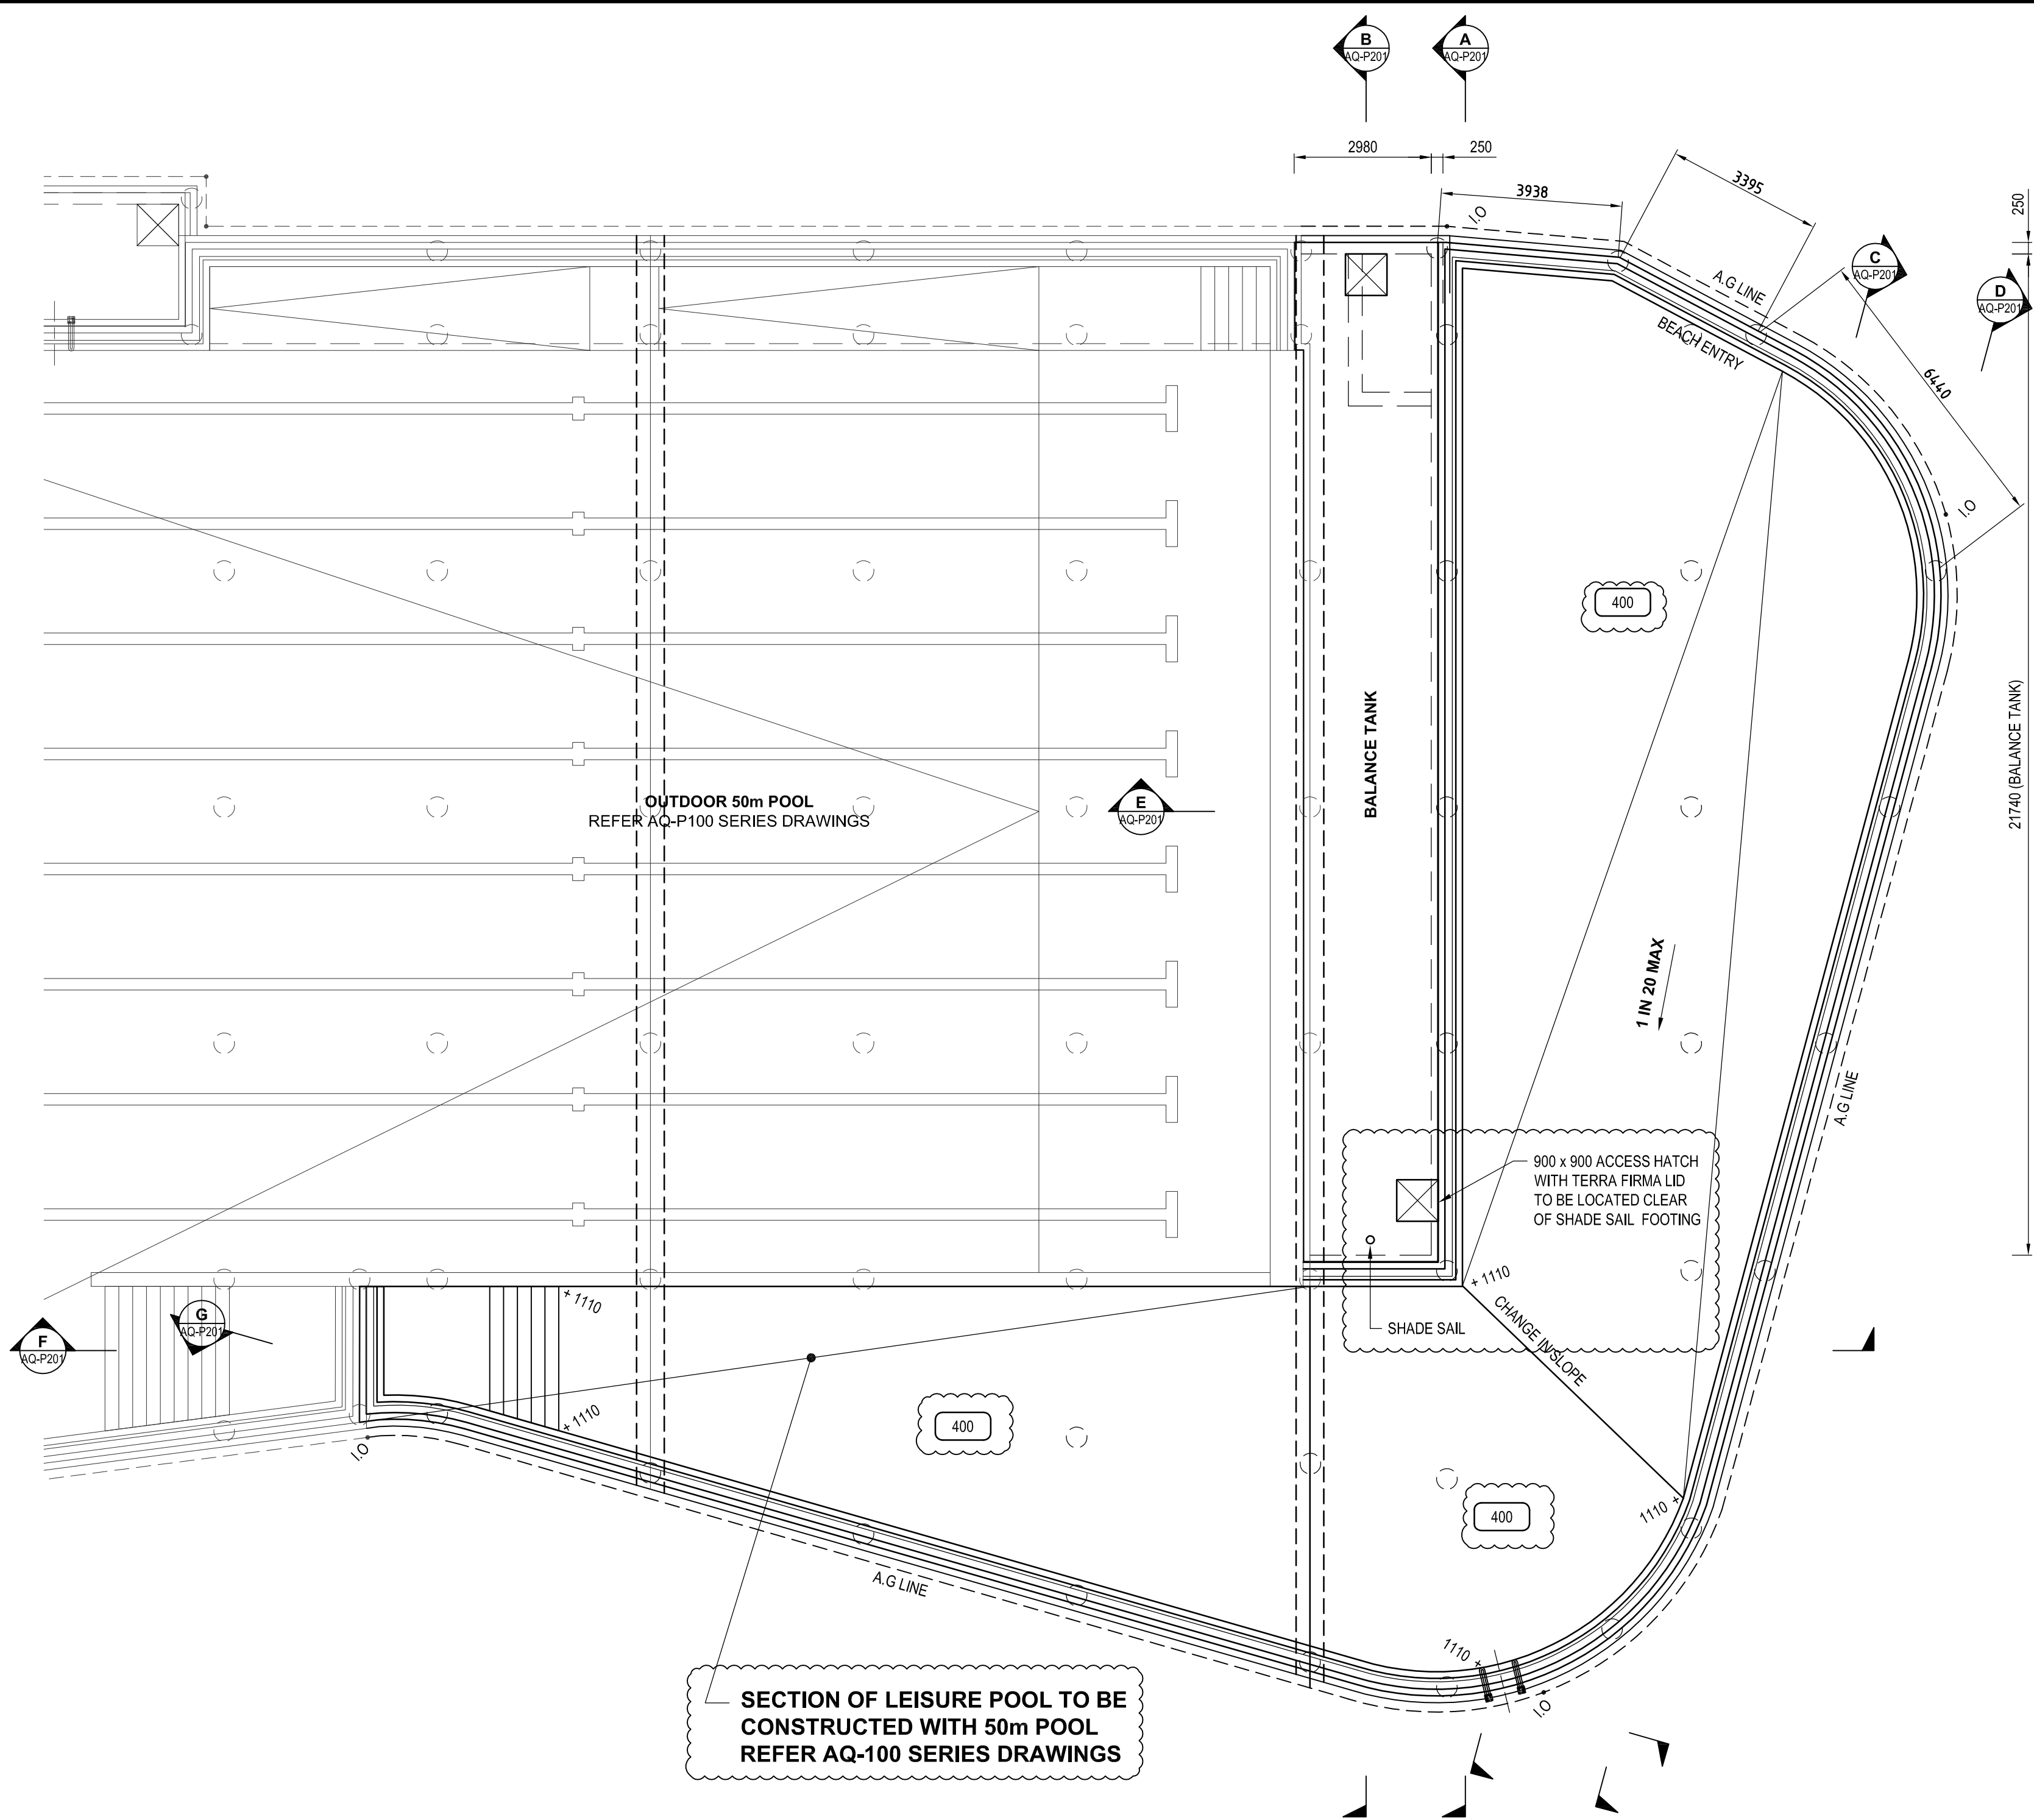 B
AQ-P201
A
AQ-P201
2980
250
3938
3395
250
I.O
C
AQ-P201
D
AQ-P201
A.G LINE
BEACH ENTRY
6440
I.O
400
21740 (BALANCE TANK)
BALANCE TANK
OUTDOOR 50m POOL
REFER AQ-P100 SERIES DRAWINGS
E
AQ-P201
1 IN 20 MAX
A.G LINE
900 x 900 ACCESS HATCH
WITH TERRA FIRMA LID
TO BE LOCATED CLEAR
OF SHADE SAIL FOOTING
+ 1110
+ 1110
CHANGE IN SLOPE
SHADE SAIL
G
AQ-P201
F
AQ-P201
+ 1110
400
I.O
400
1110 +
A.G LINE
1110 +
I.O
SECTION OF LEISURE POOL TO BE
CONSTRUCTED WITH 50m POOL
REFER AQ-100 SERIES DRAWINGS